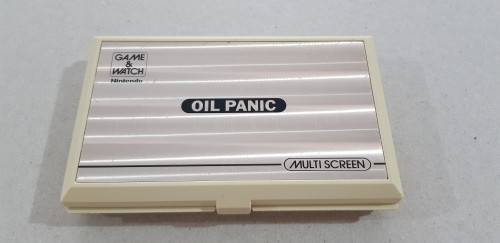 GAME
&
WATCH
Nintendo
OIL PANIC
MULTI SCREEN